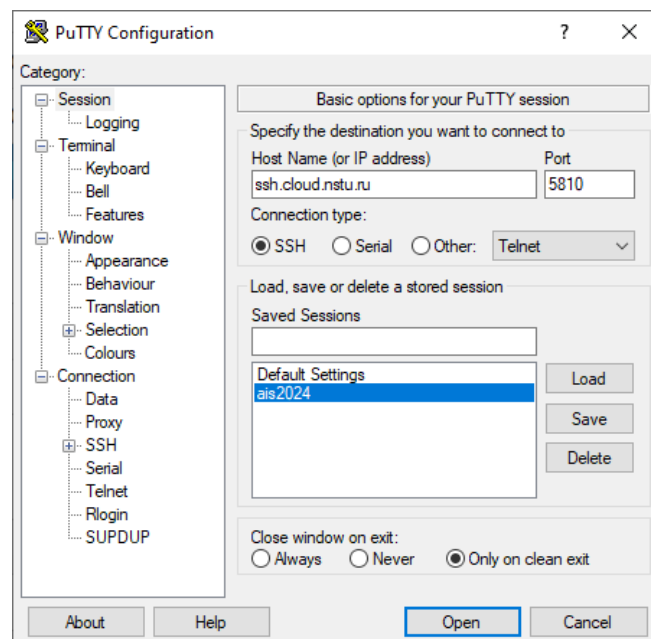 PuTTY Configuration
?
Category:
Session
Logging
Terminal
Keyboard
Bell
Features
Window
Appearance
Behaviour
Translation
Selection
Colours
Connection
Data
Proxy
SSH
Serial
Telnet
Rlogin
SUPDUP
Basic options for your PuTTY session
Specify the destination you want to connect to
Host Name (or IP address) Port
ssh.cloud.nstu.ru 5810
Connection type:
SSH Serial Other: Telnet
Load, save or delete a stored session
Saved Sessions
Default Settings
ais2024
Load
Save
Delete
Close window on exit:
Always Never Only on clean exit
About Help Open Cancel